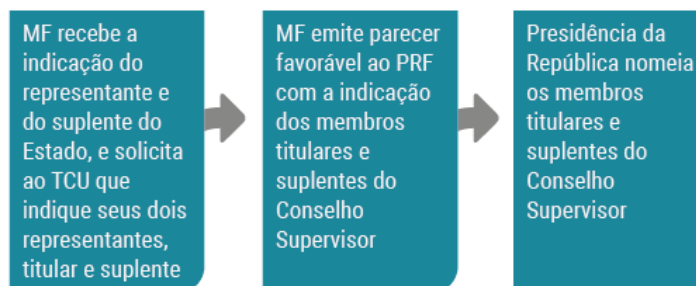 MF recebe a
indicação do
representante e
do suplente do
Estado, e solicita
ao TCU que
indique seus dois
representantes,
titular e suplente
MF emite parecer
favorável ao PRF
com a indicação
dos membros
titulares e
suplentes do
Conselho
Supervisor
Presidência da
República nomeia
os membros
titulares e
suplentes do
Conselho
Supervisor